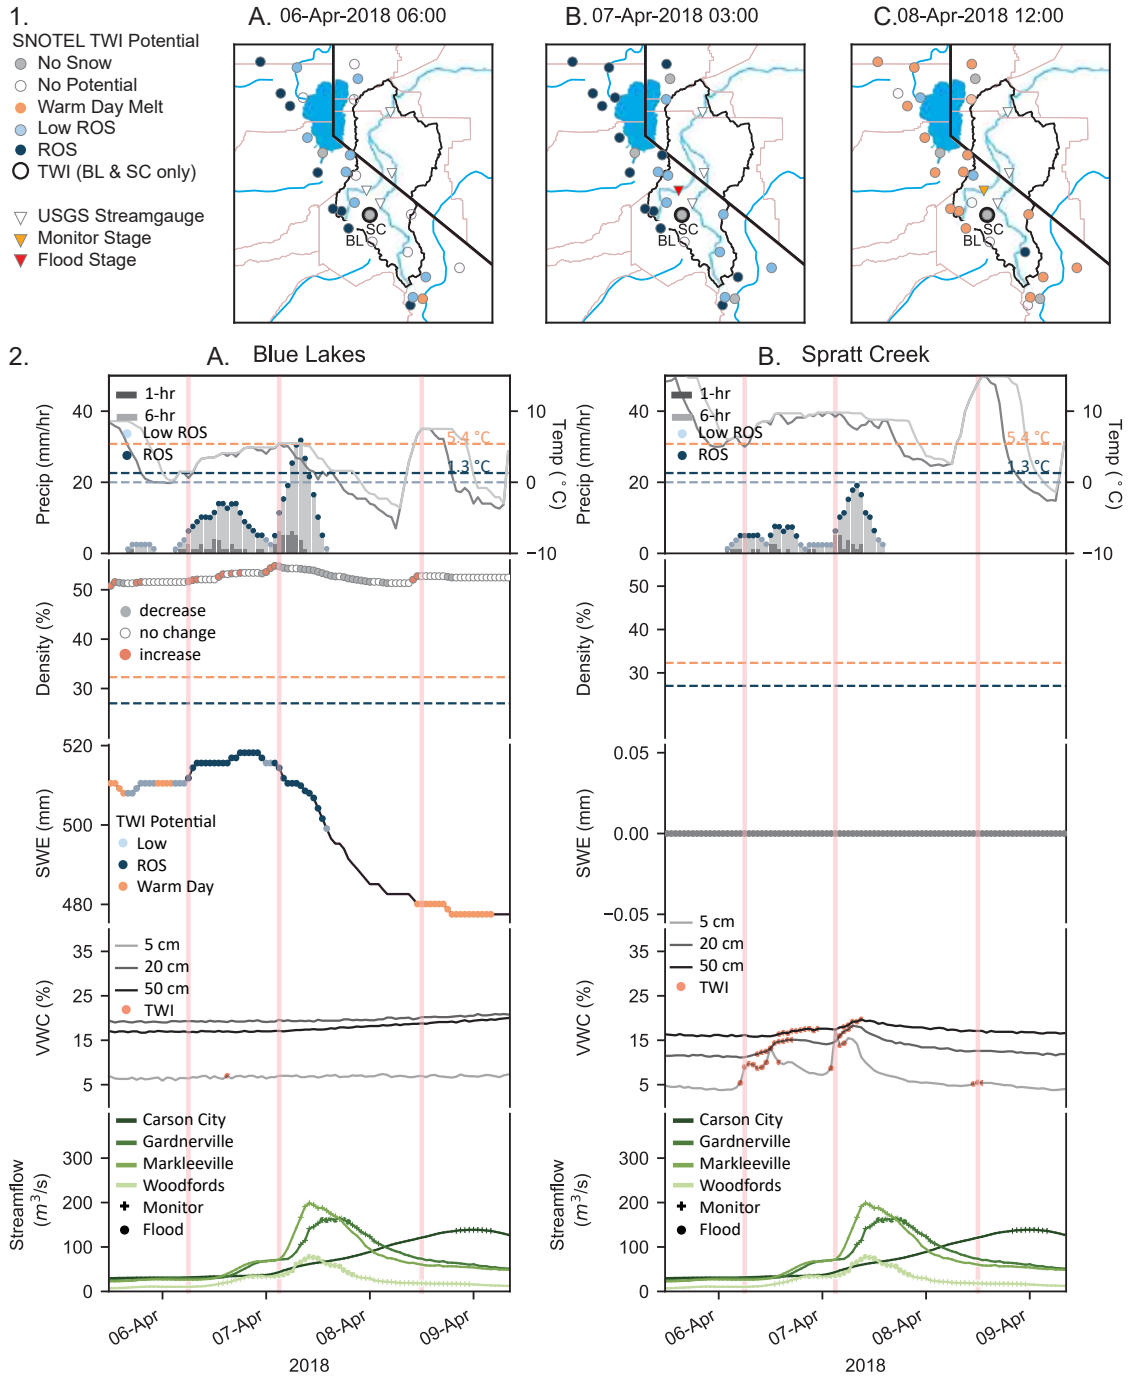 1.
A. 06-Apr-2018 06:00
B. 07-Apr-2018 03:00
C. 08-Apr-2018 12:00
SNOTEL TWI Potential
No Snow
No Potential
Warm Day Melt
Low ROS
ROS
TWI (BL & SC only)
USGS Streamgauge
Monitor Stage
Flood Stage
SC
BL
SC
BL
SC
BL
2.
A. Blue Lakes
B. Spratt Creek
1-hr
6-hr
Low ROS
ROS
5.4 °C
1.3 °C
Precip (mm/hr)
40
20
0
Temp (°C)
10
0
−10
1-hr
6-hr
Low ROS
ROS
5.4 °C
1.3 °C
Precip (mm/hr)
40
20
0
Temp (°C)
10
0
−10
Density (%)
50
40
30
decrease
no change
increase
Density (%)
50
40
30
SWE (mm)
520
500
480
TWI Potential
Low
ROS
Warm Day
SWE (mm)
0.05
0.00
−0.05
VWC (%)
35
25
15
5
5 cm
20 cm
50 cm
TWI
VWC (%)
35
25
15
5
5 cm
20 cm
50 cm
TWI
Streamflow
(m³/s)
300
200
100
0
Carson City
Gardnerville
Markleeville
Woodfords
Monitor
Flood
Streamflow
(m³/s)
300
200
100
0
Carson City
Gardnerville
Markleeville
Woodfords
Monitor
Flood
06-Apr
07-Apr
08-Apr
09-Apr
2018
06-Apr
07-Apr
08-Apr
09-Apr
2018